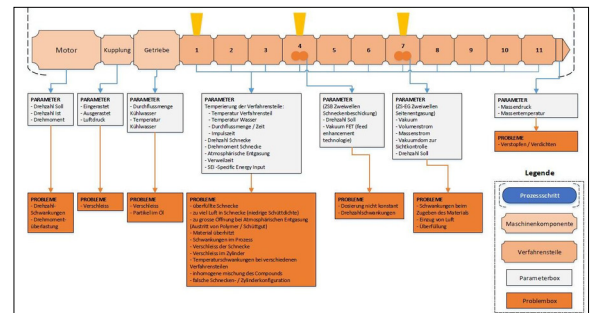 Motor
Kupplung
Getriebe
1
2
3
4
5
6
7
8
9
10
11
PARAMETER
- Drehzahl Soll
- Drehzahl Ist
- Drehmoment
PARAMETER
- Eingerastet
- Ausgerastet
- Luftdruck
PARAMETER
- Durchflussmenge
Kühlwasser
- Temperatur
Kühlwasser
PARAMETER
Temperierung der Verfahrensteile:
- Temperatur Verfahrensteil
- Temperatur Wasser
- Durchflussmenge / Zeit
- Impulszeit
- Drehzahl Schnecke
- Drehmoment Schnecke
- Atmosphärische Entgasung
- Verweilzeit
- SEI -Specific Energy Input
PARAMETER
(ZSB Zweiwellen
Schneckenbeschickung)
- Drehzahl Soll
- Vakuum
- Vakuum FET (feed
enhancement
technologie)
PARAMETER
(ZS-EG Zweiwellen
Seitenentgasung)
- Vakuum
- Volumenstrom
- Massenstrom
- Vakuumdom zur
Sichtkontrolle
- Drehzahl Soll
PARAMETER
- Massendruck
- Massetemperatur
PROBLEME
- Verstopfen / Verdichten
PROBLEME
- Drehzahl-
Schwankungen
- Drehmoment-
überlastung
PROBLEME
- Verschleiss
PROBLEME
- Verschleiss
- Partikel im Öl
PROBLEME
- überfüllte Schnecke
- zu viel Luft in Schnecke (niedrige Schüttdichte)
- zu grosse Öffnung bei Atmosphärischen Entgasung
(Austritt von Polymer / Schüttgut)
- Material überhitzt
- Schwankungen im Prozess
- Verschleiss der Schnecke
- Verschleiss im Zylinder
- Temperaturschwankungen bei verschiedenen
Verfahrensteilen
- inhomogene mischung des Compounds
- falsche Schnecken- / Zylinderkonfiguration
PROBLEME
- Dosierung nicht konstant
- Drehzahlschwankungen
PROBLEME
- Schwanken beim
Zugeben des Materials
- Einzug von Luft
- Überfüllung
Legende
Prozessschritt
Maschinenkomponente
Verfahrensteile
Parameterbox
Problembox